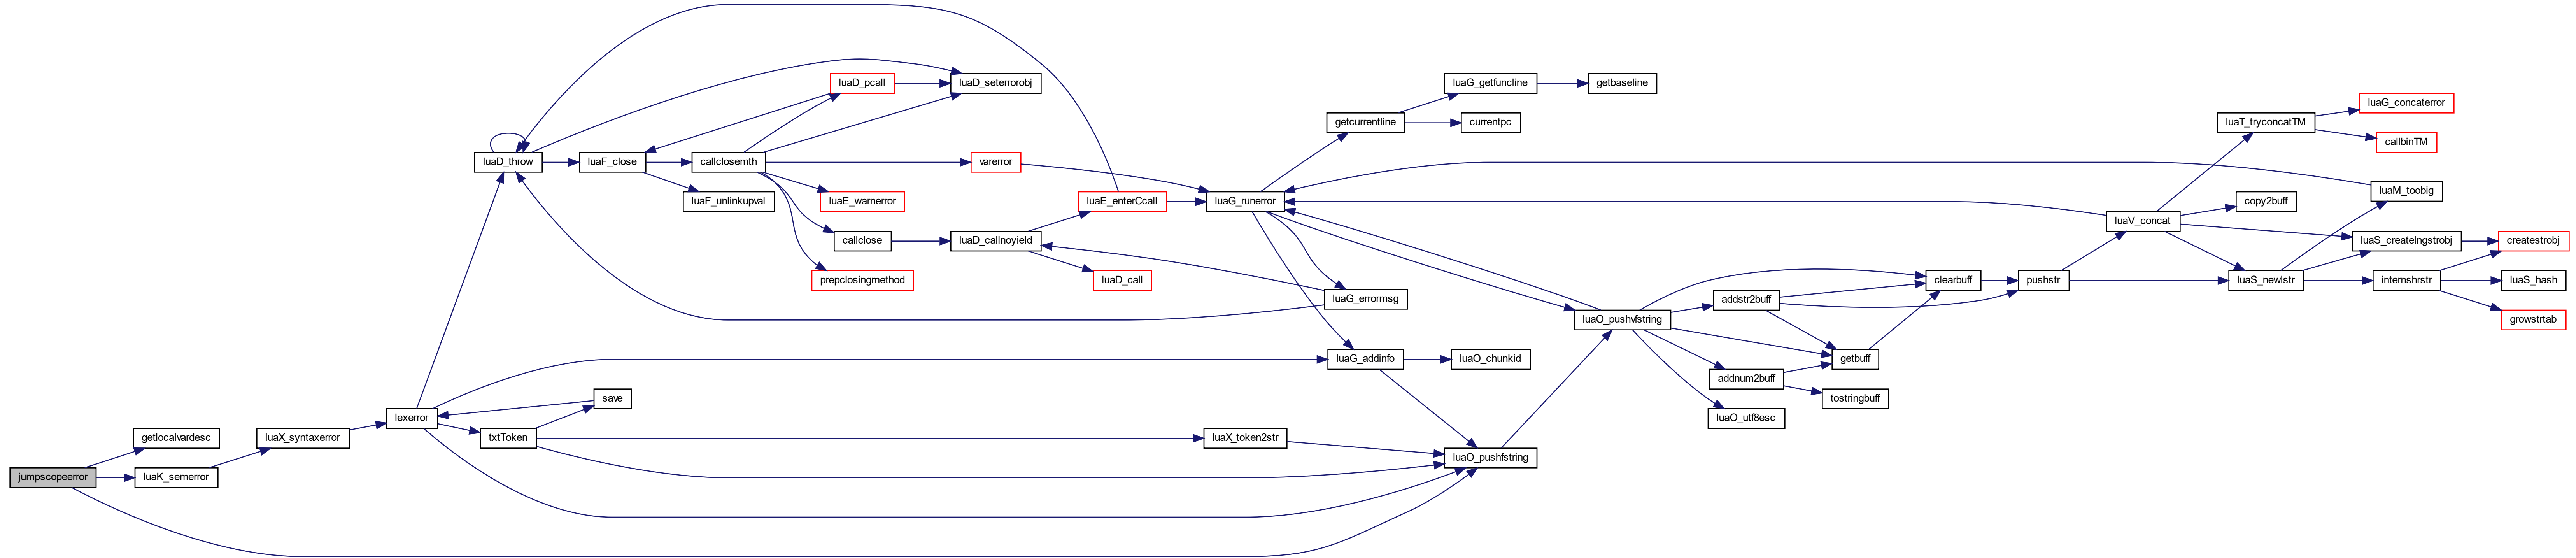 jumpscopeerror
getlocalvardesc
luaK_semerror
luaX_syntaxerror
lexerror
luaD_throw
txtToken
luaF_close
save
luaF_unlinkupval
callclosemth
luaD_pcall
luaE_warnerror
callclose
prepclosingmethod
luaD_seterrorobj
varerror
luaD_callnoyield
luaE_enterCcall
luaD_call
luaG_runerror
luaX_token2str
getcurrentline
luaG_errormsg
luaG_addinfo
luaG_getfuncline
currentpc
luaO_chunkid
luaO_pushfstring
getbaseline
luaO_pushvfstring
addstr2buff
addnum2buff
luaO_utf8esc
getbuff
tostringbuff
clearbuff
pushstr
luaV_concat
luaT_tryconcatTM
copy2buff
luaS_newlstr
luaG_concaterror
callbinTM
luaM_toobig
luaS_createlngstrobj
internshrstr
createstrobj
luaS_hash
growstrtab